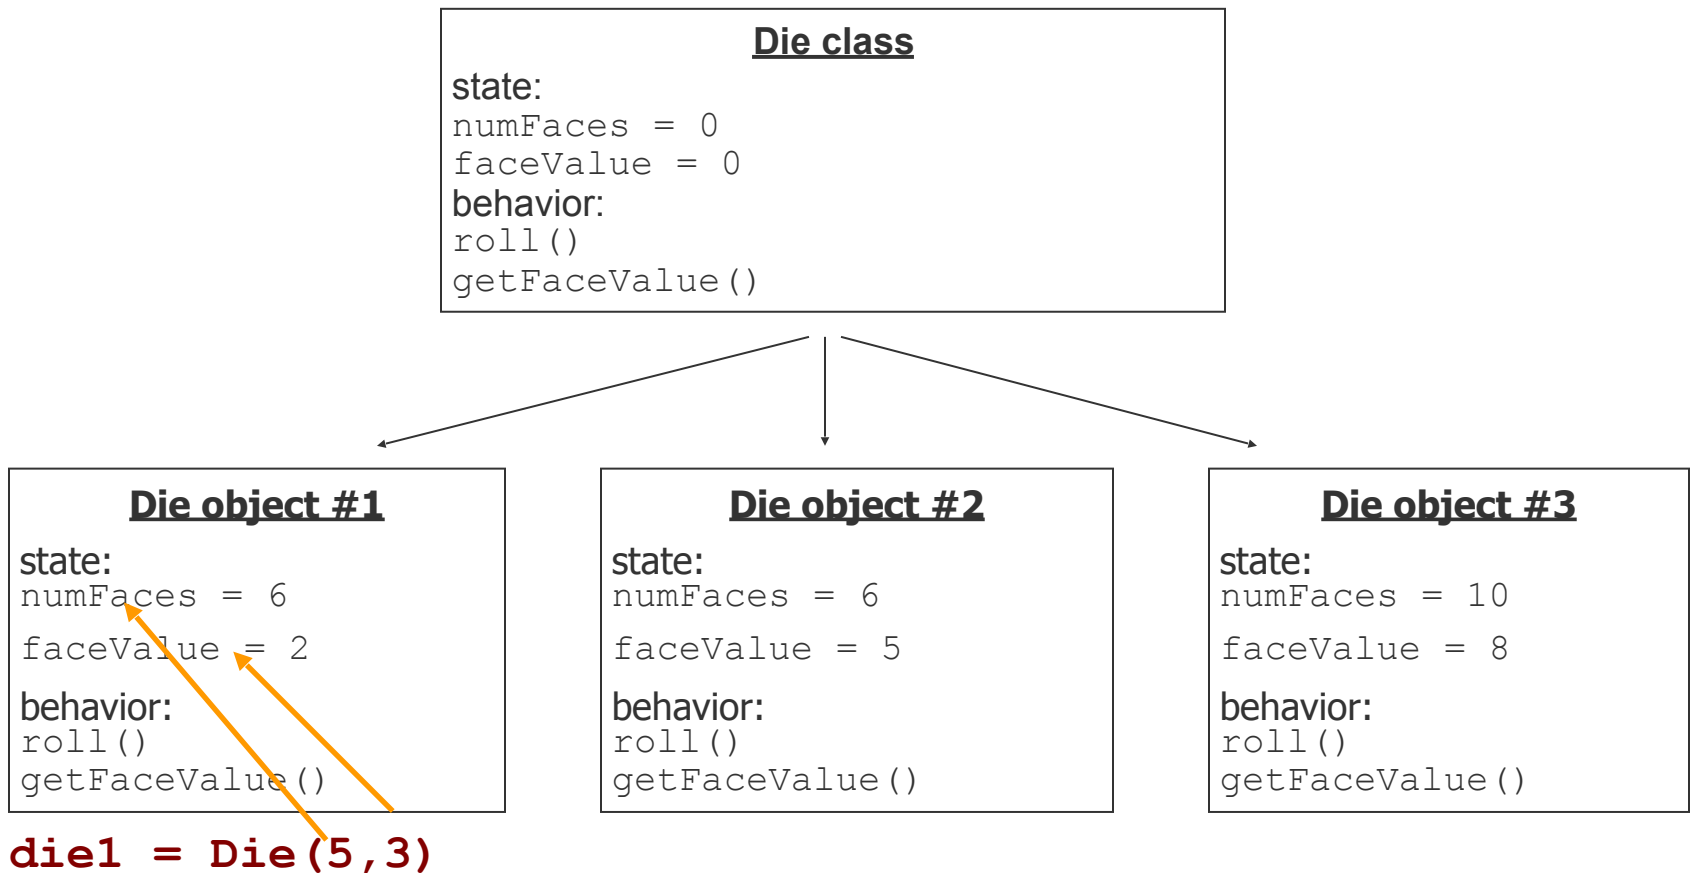 Die class
state:
numFaces = 0
faceValue = 0
behavior:
roll()
getFaceValue()
Die object #1
state:
numFaces = 6
faceValue = 2
behavior:
roll()
getFaceValue()
Die object #2
state:
numFaces = 6
faceValue = 5
behavior:
roll()
getFaceValue()
Die object #3
state:
numFaces = 10
faceValue = 8
behavior:
roll()
getFaceValue()
die1 = Die(5,3)